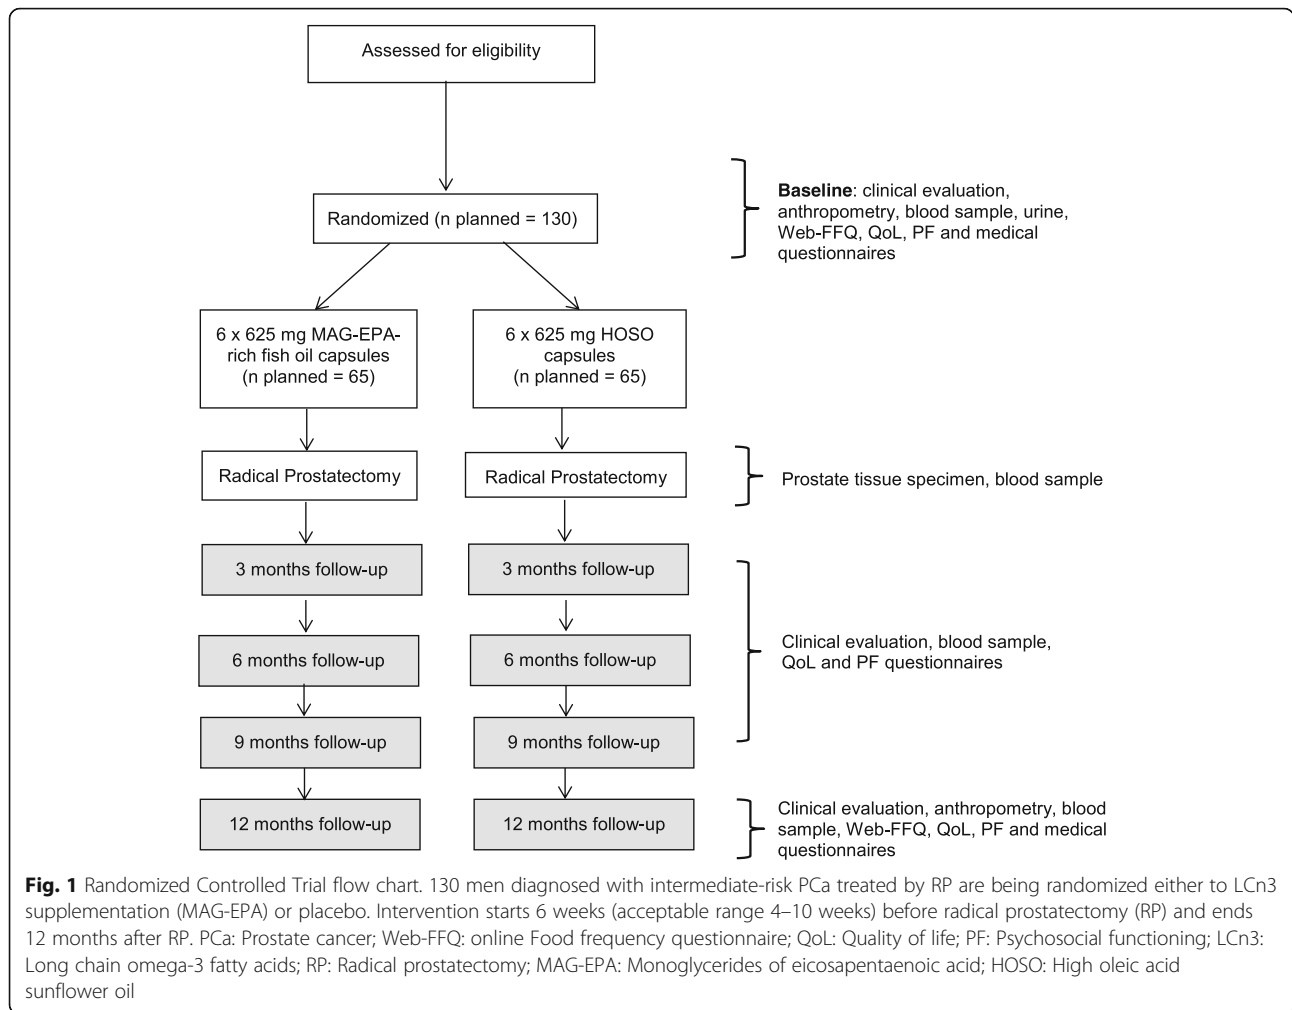 Assessed for eligibility
Randomized (n planned = 130)
Baseline: clinical evaluation,
anthropometry, blood sample, urine,
Web-FFQ, QoL, PF and medical
questionnaires
6 x 625 mg MAG-EPA-
rich fish oil capsules
(n planned = 65)
6 x 625 mg HOSO
capsules
(n planned = 65)
Radical Prostatectomy
Radical Prostatectomy
Prostate tissue specimen, blood sample
3 months follow-up
3 months follow-up
6 months follow-up
6 months follow-up
Clinical evaluation, blood sample,
QoL and PF questionnaires
9 months follow-up
9 months follow-up
12 months follow-up
12 months follow-up
Clinical evaluation, anthropometry, blood
sample, Web-FFQ, QoL, PF and medical
questionnaires
Fig. 1 Randomized Controlled Trial flow chart. 130 men diagnosed with intermediate-risk PCa treated by RP are being randomized either to LCn3
supplementation (MAG-EPA) or placebo. Intervention starts 6 weeks (acceptable range 4–10 weeks) before radical prostatectomy (RP) and ends
12 months after RP. PCa: Prostate cancer; Web-FFQ: online Food frequency questionnaire; QoL: Quality of life; PF: Psychosocial functioning; LCn3:
Long chain omega-3 fatty acids; RP: Radical prostatectomy; MAG-EPA: Monoglycerides of eicosapentaenoic acid; HOSO: High oleic acid
sunflower oil